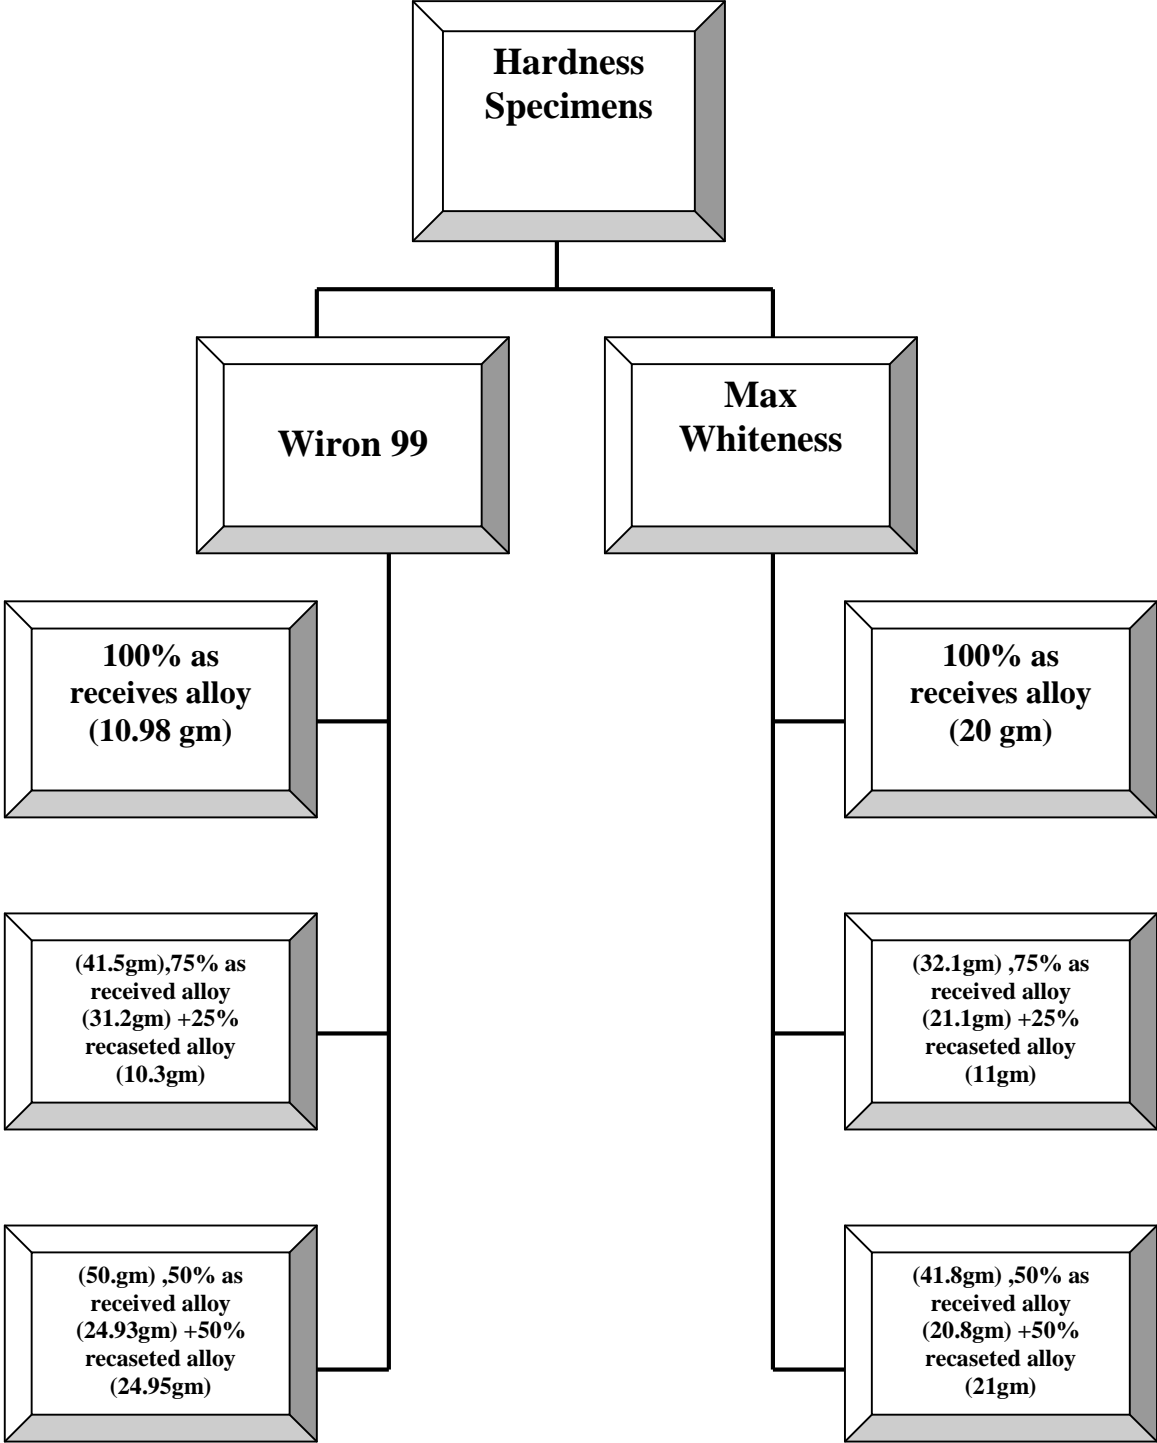 Hardness
Specimens
Wiron 99
Max
Whiteness
100% as
receives alloy
(10.98 gm)
100% as
receives alloy
(20 gm)
(41.5gm),75% as
received alloy
(31.2gm) +25%
recaseted alloy
(10.3gm)
(32.1gm) ,75% as
received alloy
(21.1gm) +25%
recaseted alloy
(11gm)
(50.gm) ,50% as
received alloy
(24.93gm) +50%
recaseted alloy
(24.95gm)
(41.8gm) ,50% as
received alloy
(20.8gm) +50%
recaseted alloy
(21gm)